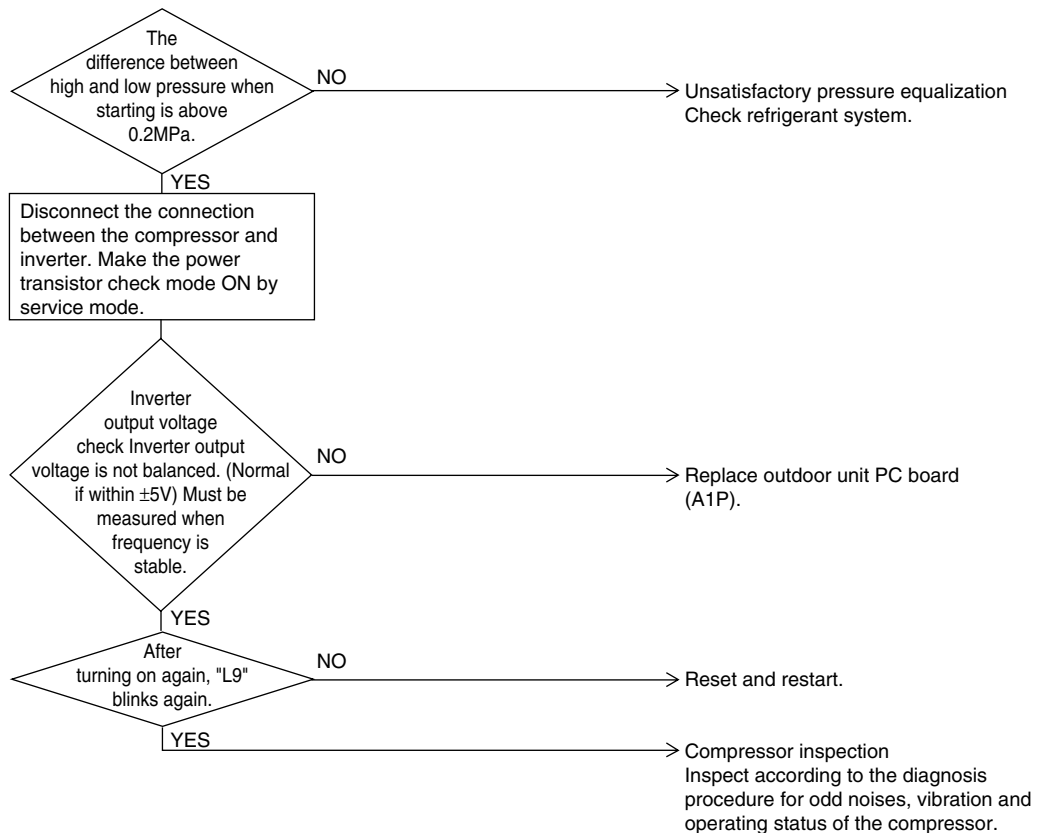 The
difference between
high and low pressure when
starting is above
0.2MPa.
NO
Unsatisfactory pressure equalization
Check refrigerant system.
YES
Disconnect the connection
between the compressor and
inverter. Make the power
transistor check mode ON by
service mode.
Inverter
output voltage
check Inverter output
voltage is not balanced. (Normal
if within ±5V) Must be
measured when
frequency is
stable.
NO
Replace outdoor unit PC board
(A1P).
YES
After
turning on again, "L9"
blinks again.
NO
Reset and restart.
YES
Compressor inspection
Inspect according to the diagnosis
procedure for odd noises, vibration and
operating status of the compressor.